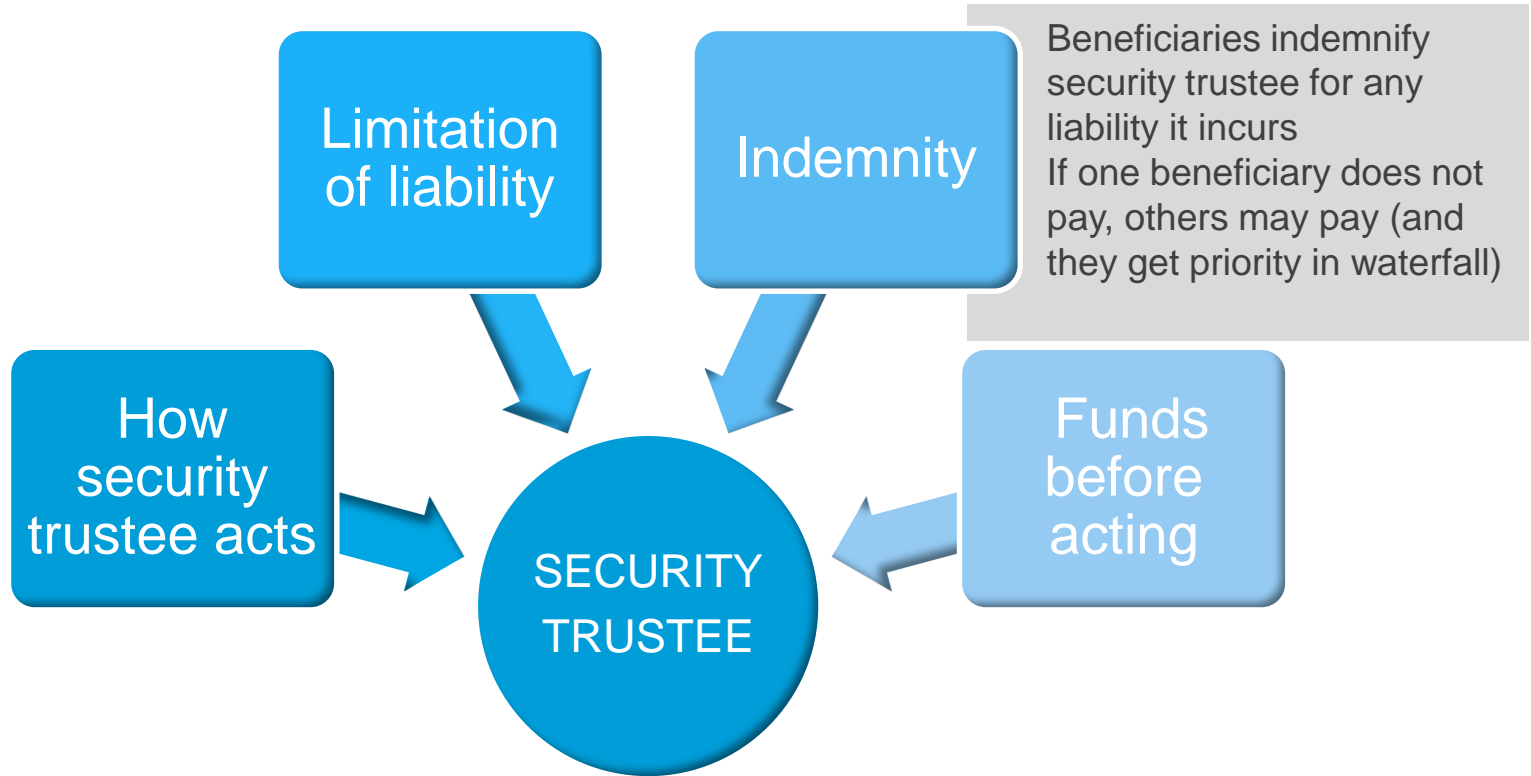 Limitation
of liability
Indemnity
Beneficiaries indemnify
security trustee for any
liability it incurs
If one beneficiary does not
pay, others may pay (and
they get priority in waterfall)
How
security
trustee acts
Funds
before
acting
SECURITY
TRUSTEE